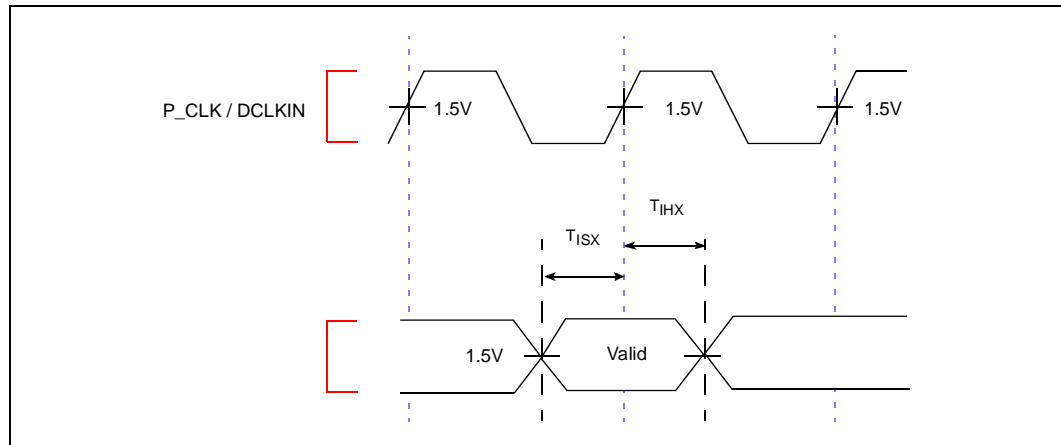 P_CLK / DCLKIN
1.5V
1.5V
1.5V
TIHX
TISX
1.5V
Valid